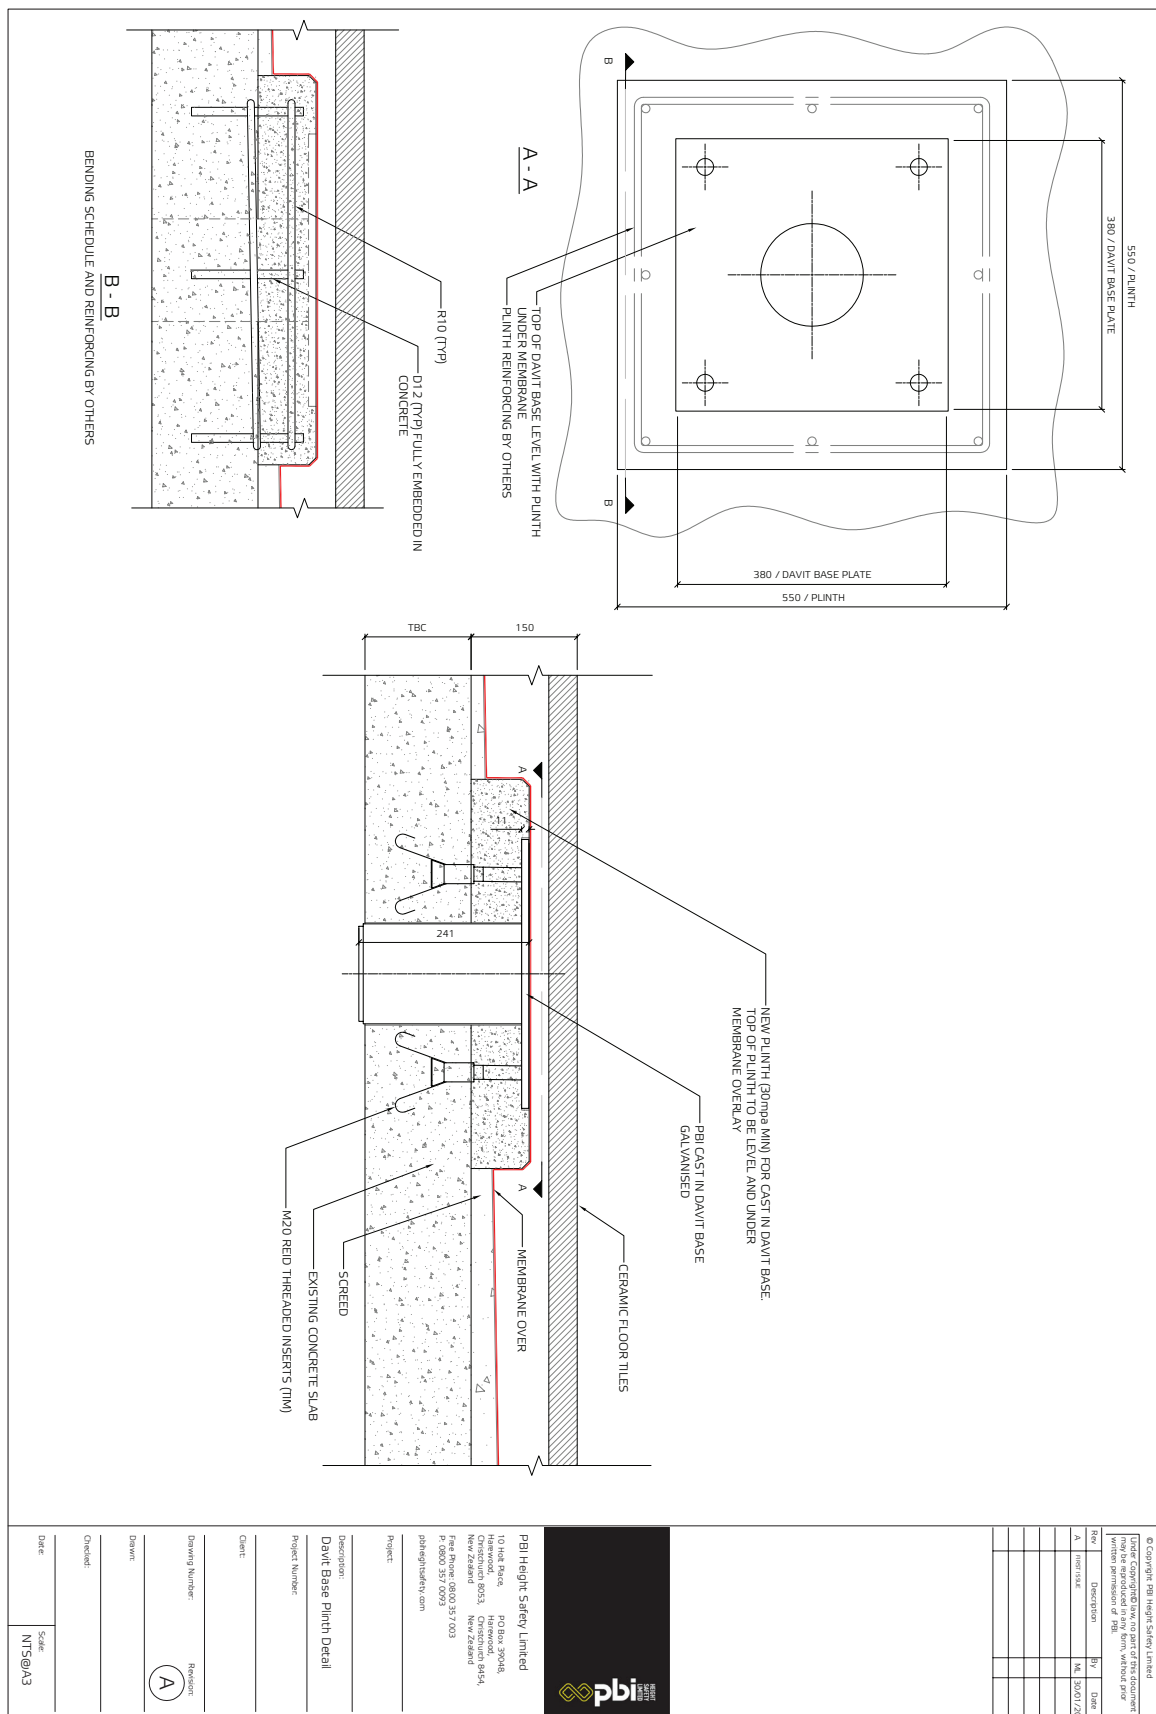 B
B
A - A
380 / DAVIT BASE PLATE
550 / PLINTH
380 / DAVIT BASE PLATE
550 / PLINTH
TOP OF DAVIT BASE LEVEL WITH PLINTH
UNDER MEMBRANE
PLINTH REINFORCING BY OTHERS
R10 (TYP)
D12 (TYP) FULLY EMBEDDED IN
CONCRETE
B - B
BENDING SCHEDULE AND REINFORCING BY OTHERS
TBC
150
A
A
11
241
NEW PLINTH (30mpa MIN) FOR CAST IN DAVIT BASE.
TOP OF PLINTH TO BE LEVEL AND UNDER
MEMBRANE OVERLAY
PBI CAST IN DAVIT BASE
GALVANISED
CERAMIC FLOOR TILES
MEMBRANE OVER
SCREED
EXISTING CONCRETE SLAB
M20 REID THREADED INSERTS (TIM)
© Copyright PBI Height Safety Limited
Under Copyright© law, no part of this document
may be reproduced in any form, without prior
written permission of PBI.
Rev Description By Date
A FIRST ISSUE ML 30/01/20
pbi HEIGHT
SAFETY
LIMITED
PBI Height Safety Limited
10 Holt Place, PO Box 39048,
Harewood, Harewood,
Christchurch 8053, Christchurch 8454,
New Zealand New Zealand
Free Phone: 0800 357 003
P: 0800 357 0093
pbiheightsafety.com
Project:
Description:
Davit Base Plinth Detail
Project Number:
Client:
Drawing Number: Revision:
A
Drawn:
Checked:
Date: Scale:
NTS@A3